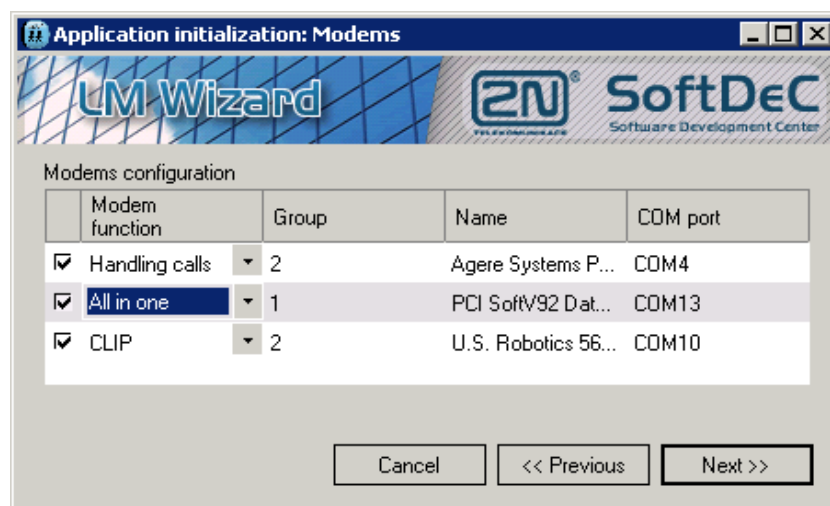 Application initialization: Modems
LM Wizard
2N®
TELEKOMUNIKACE
SoftDeC
Software Development Center
Modems configuration
Modem function Group Name COM port
Handling calls 2 Agere Systems P... COM4
All in one 1 PCI SoftV92 Dat... COM13
CLIP 2 U.S. Robotics 56... COM10
Cancel << Previous Next >>